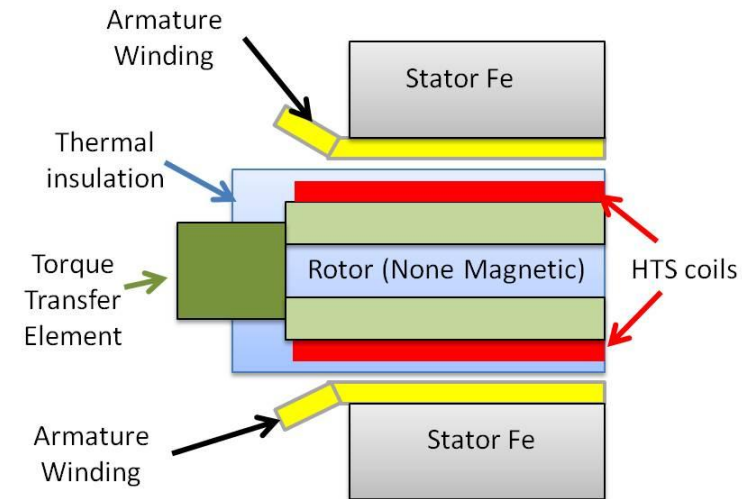 Armature
Winding
Stator Fe
Thermal
insulation
Rotor (None Magnetic)
HTS coils
Torque
Transfer
Element
Armature
Winding
Stator Fe